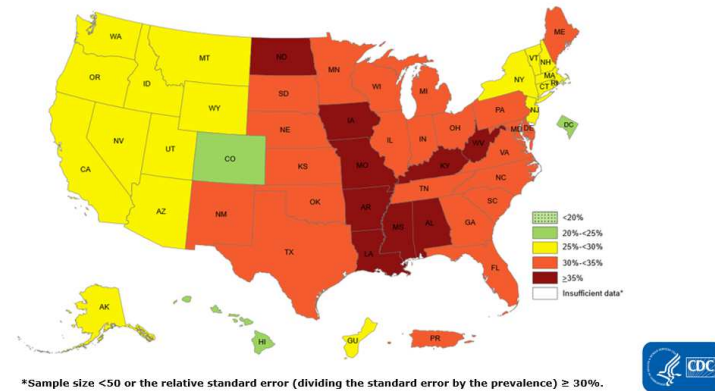 WA
MT
ND
MN
ME
VT
NH
OR
ID
WY
SD
WI
MI
NY
MA
RI
CT
NV
UT
CO
NE
IA
IL
IN
OH
PA
NJ
MD
DE
DC
CA
KS
MO
KY
WV
VA
AZ
NM
OK
AR
TN
NC
SC
TX
LA
MS
AL
GA
FL
AK
HI
GU
PR
<20%
20%-<25%
25%-<30%
30%-<35%
≥35%
Insufficient data*
CDC
*Sample size <50 or the relative standard error (dividing the standard error by the prevalence) ≥ 30%.